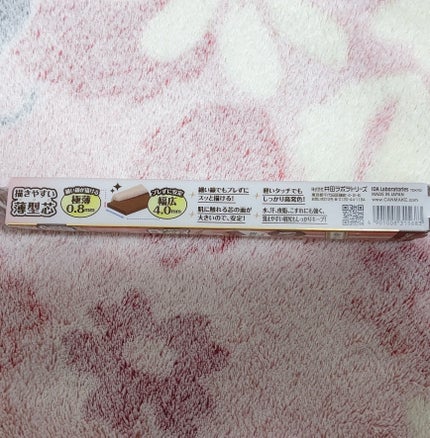 描きやすい
薄型芯
細い線が描ける
極薄
0.8mm
ブレずに安定
幅広
4.0mm
細い線でもブレずに
スッと描ける!
肌に触れる芯の面が
大きいので、安定!
軽いタッチでも
しっかり高発色!
水、汗、皮脂、こすれにも強く、
株式会社 井田ラボラトリーズ
IDA Laboratories TOKYO
MADE IN JAPAN
www.CANMAKE.com